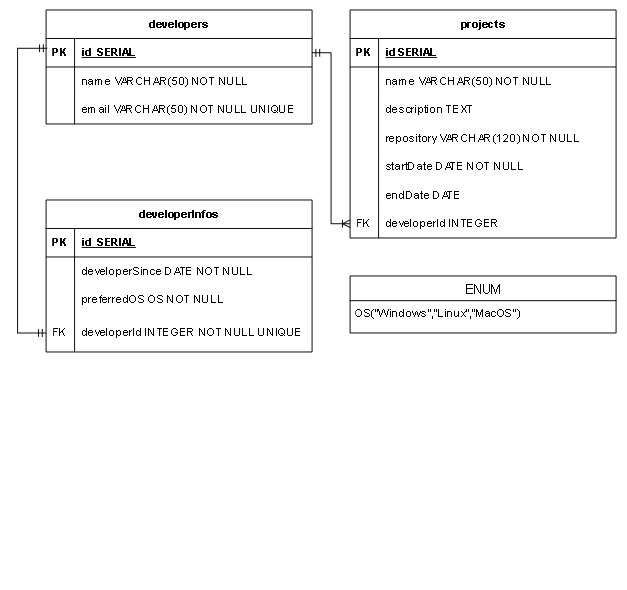 developers
PK id SERIAL
name VARCHAR(50) NOT NULL
email VARCHAR(50) NOT NULL UNIQUE
projects
PK id SERIAL
name VARCHAR(50) NOT NULL
description TEXT
repository VARCHAR(120) NOT NULL
startDate DATE NOT NULL
endDate DATE
FK developerId INTEGER
developerInfos
PK id SERIAL
developerSince DATE NOT NULL
preferredOS OS NOT NULL
FK developerId INTEGER NOT NULL UNIQUE
ENUM
OS("Windows","Linux","MacOS")